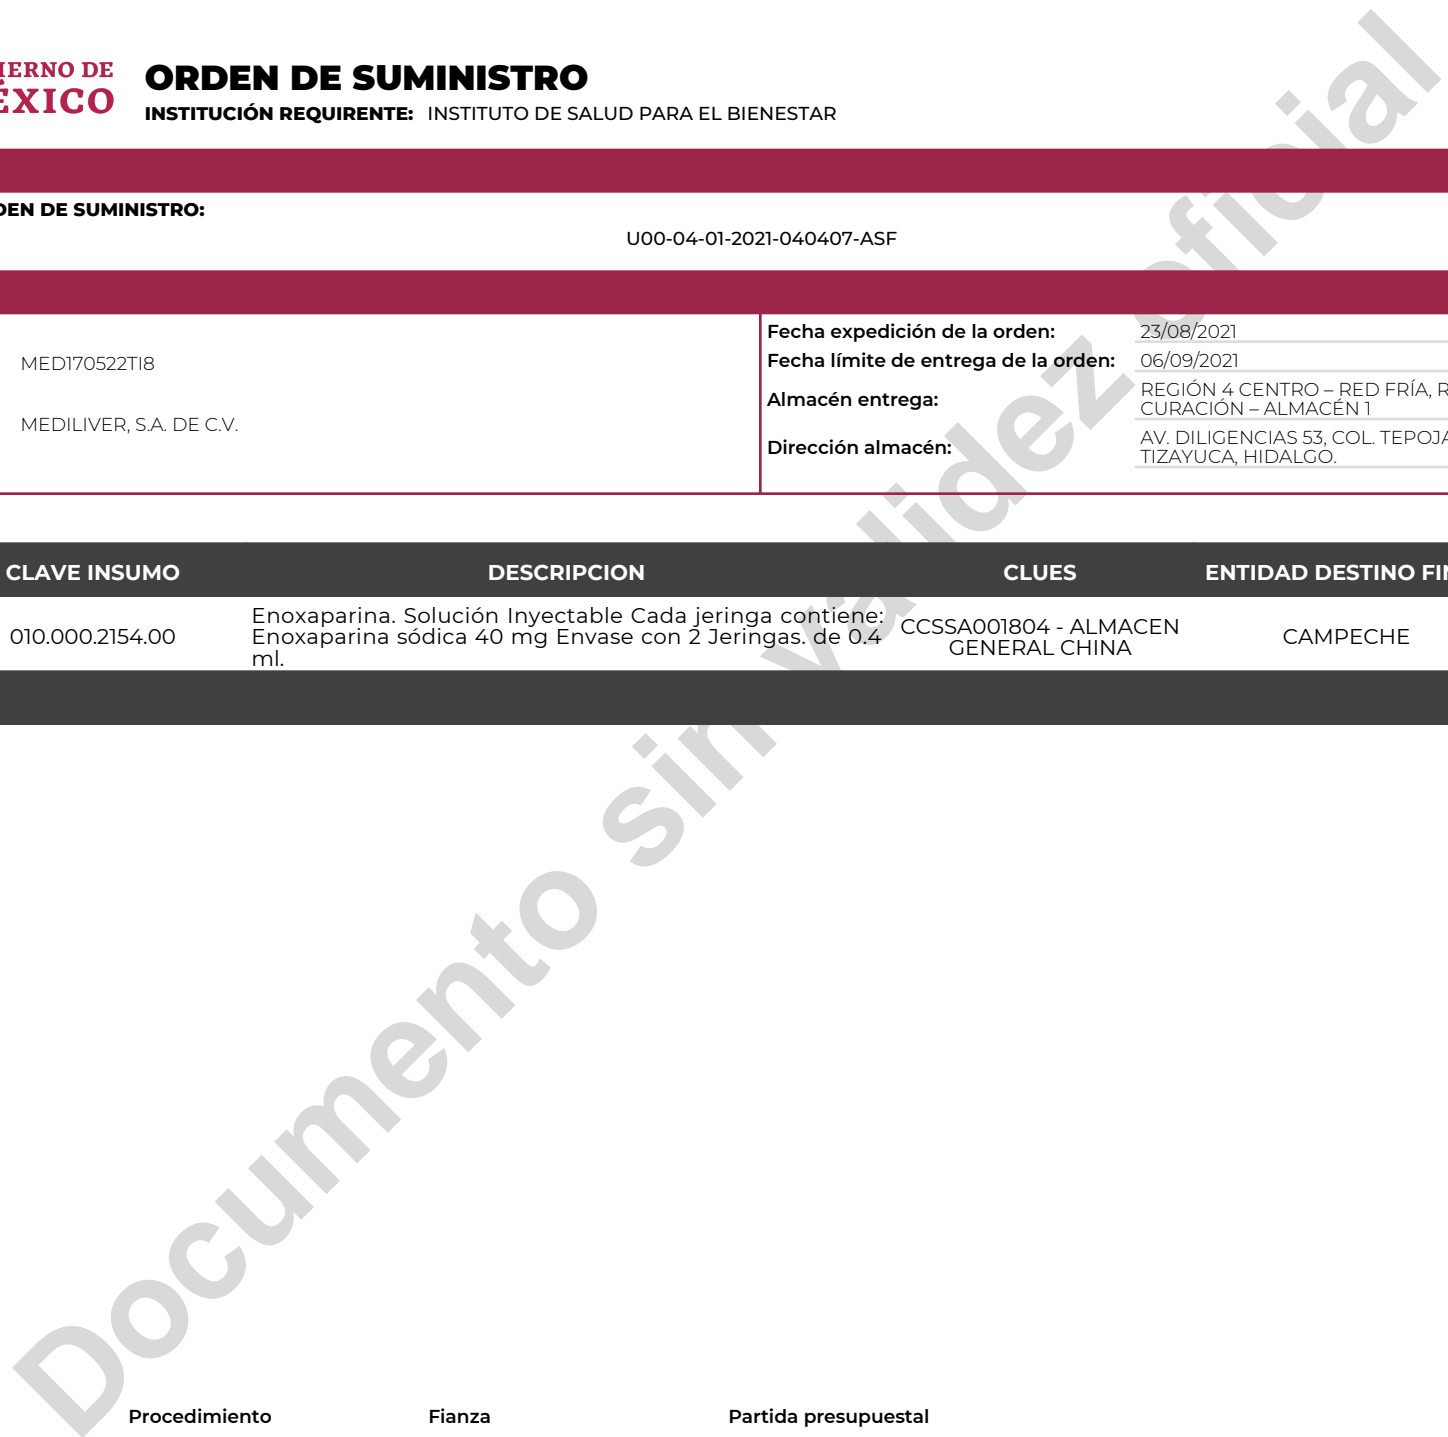 IERNO DE
ÉXICO
ORDEN DE SUMINISTRO
INSTITUCIÓN REQUIRENTE: INSTITUTO DE SALUD PARA EL BIENESTAR
DEN DE SUMINISTRO:
U00-04-01-2021-040407-ASF
MED170522TI8
MEDILIVER, S.A. DE C.V.
Fecha expedición de la orden: 23/08/2021
Fecha límite de entrega de la orden: 06/09/2021
Almacén entrega: REGIÓN 4 CENTRO – RED FRÍA, R
CURACIÓN – ALMACÉN 1
Dirección almacén: AV. DILIGENCIAS 53, COL. TEPOJA
TIZAYUCA, HIDALGO.
CLAVE INSUMO DESCRIPCION CLUES ENTIDAD DESTINO FIN
010.000.2154.00
Enoxaparina. Solución Inyectable Cada jeringa contiene:
Enoxaparina sódica 40 mg Envase con 2 Jeringas. de 0.4
ml.
CCSSA001804 - ALMACEN
GENERAL CHINA
CAMPECHE
Documento sin validez oficial
Procedimiento Fianza Partida presupuestal